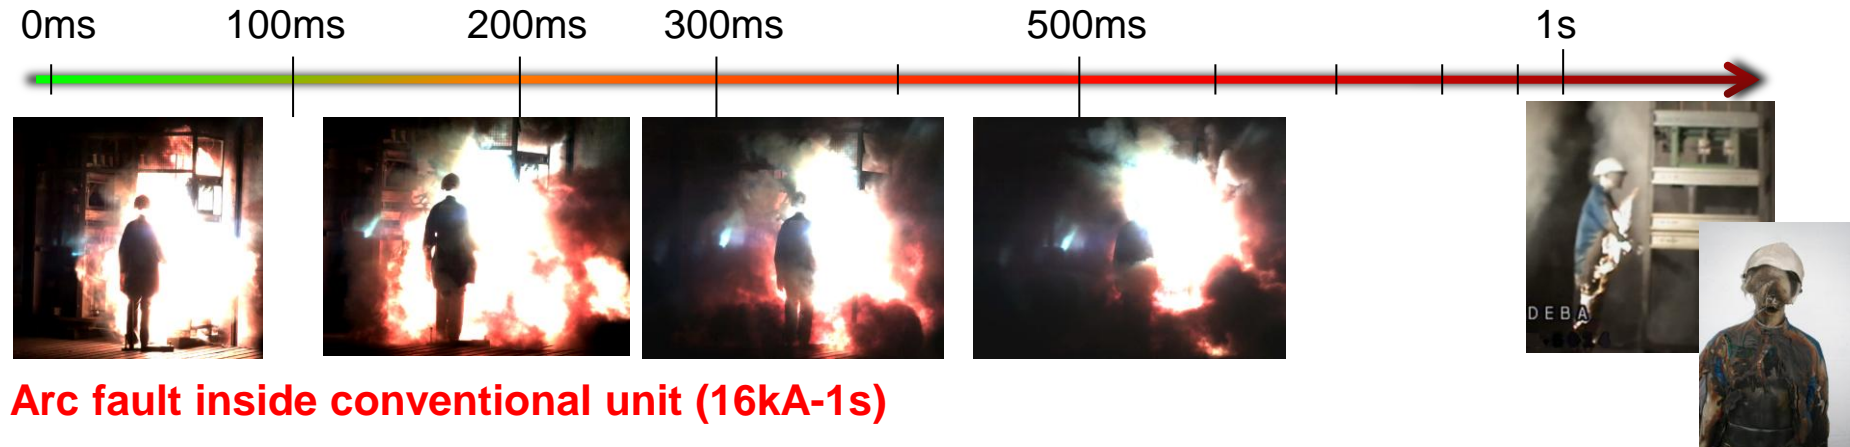 0ms 100ms 200ms 300ms 500ms 1s
DEBA
Arc fault inside conventional unit (16kA-1s)